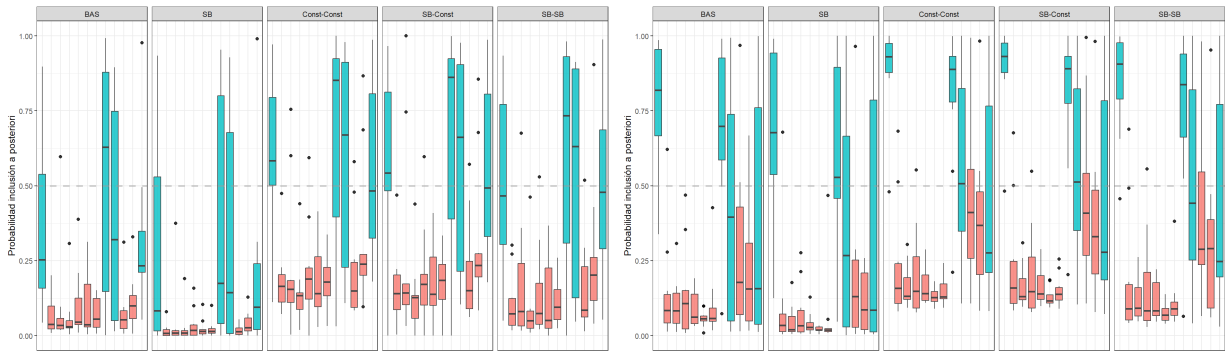 BAS SB Const-Const SB-Const SB-SB
Probabilidad inclusión a posteriori
1.00
0.75
0.50
0.25
0.00
BAS SB Const-Const SB-Const SB-SB
Probabilidad inclusión a posteriori
1.00
0.75
0.50
0.25
0.00